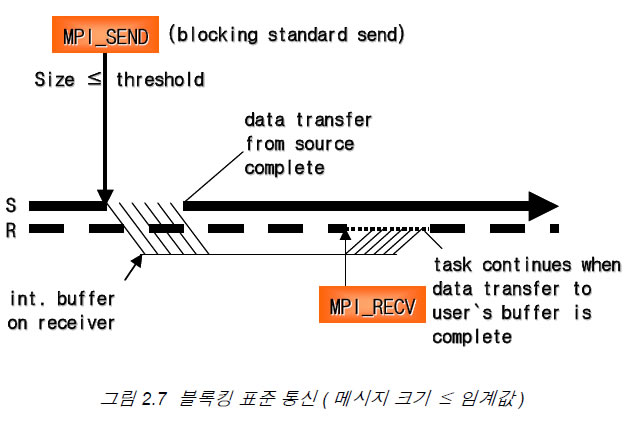 MPI_SEND (blocking standard send)
Size ≤ threshold
data transfer
from source
complete
S
R
int. buffer
on receiver
MPI_RECV
task continues when
data transfer to
user`s buffer is
complete
그림 2.7 블록킹 표준 통신 ( 메시지 크기 ≤ 임계값 )